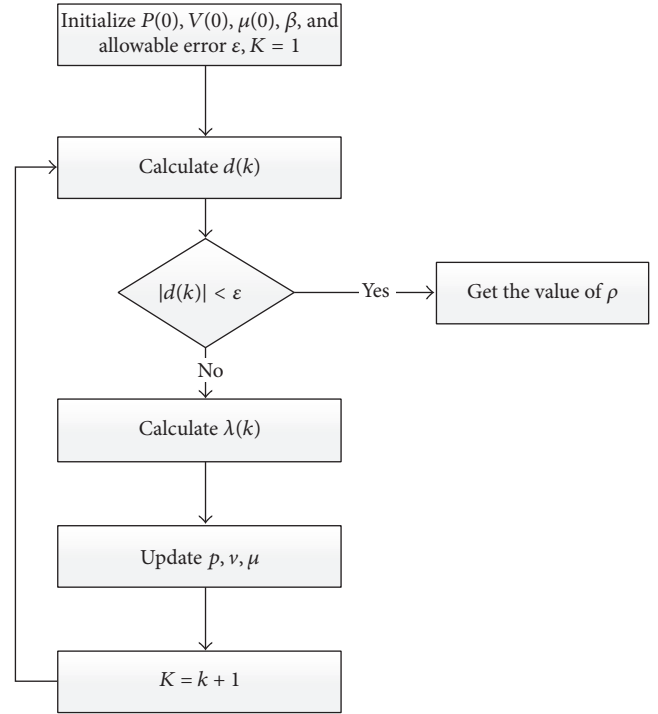 Initialize P(0), V(0), μ(0), β, and
allowable error ε, K = 1
Calculate d(k)
|d(k)| < ε
Yes
Get the value of ρ
No
Calculate λ(k)
Update p, v, μ
K = k + 1